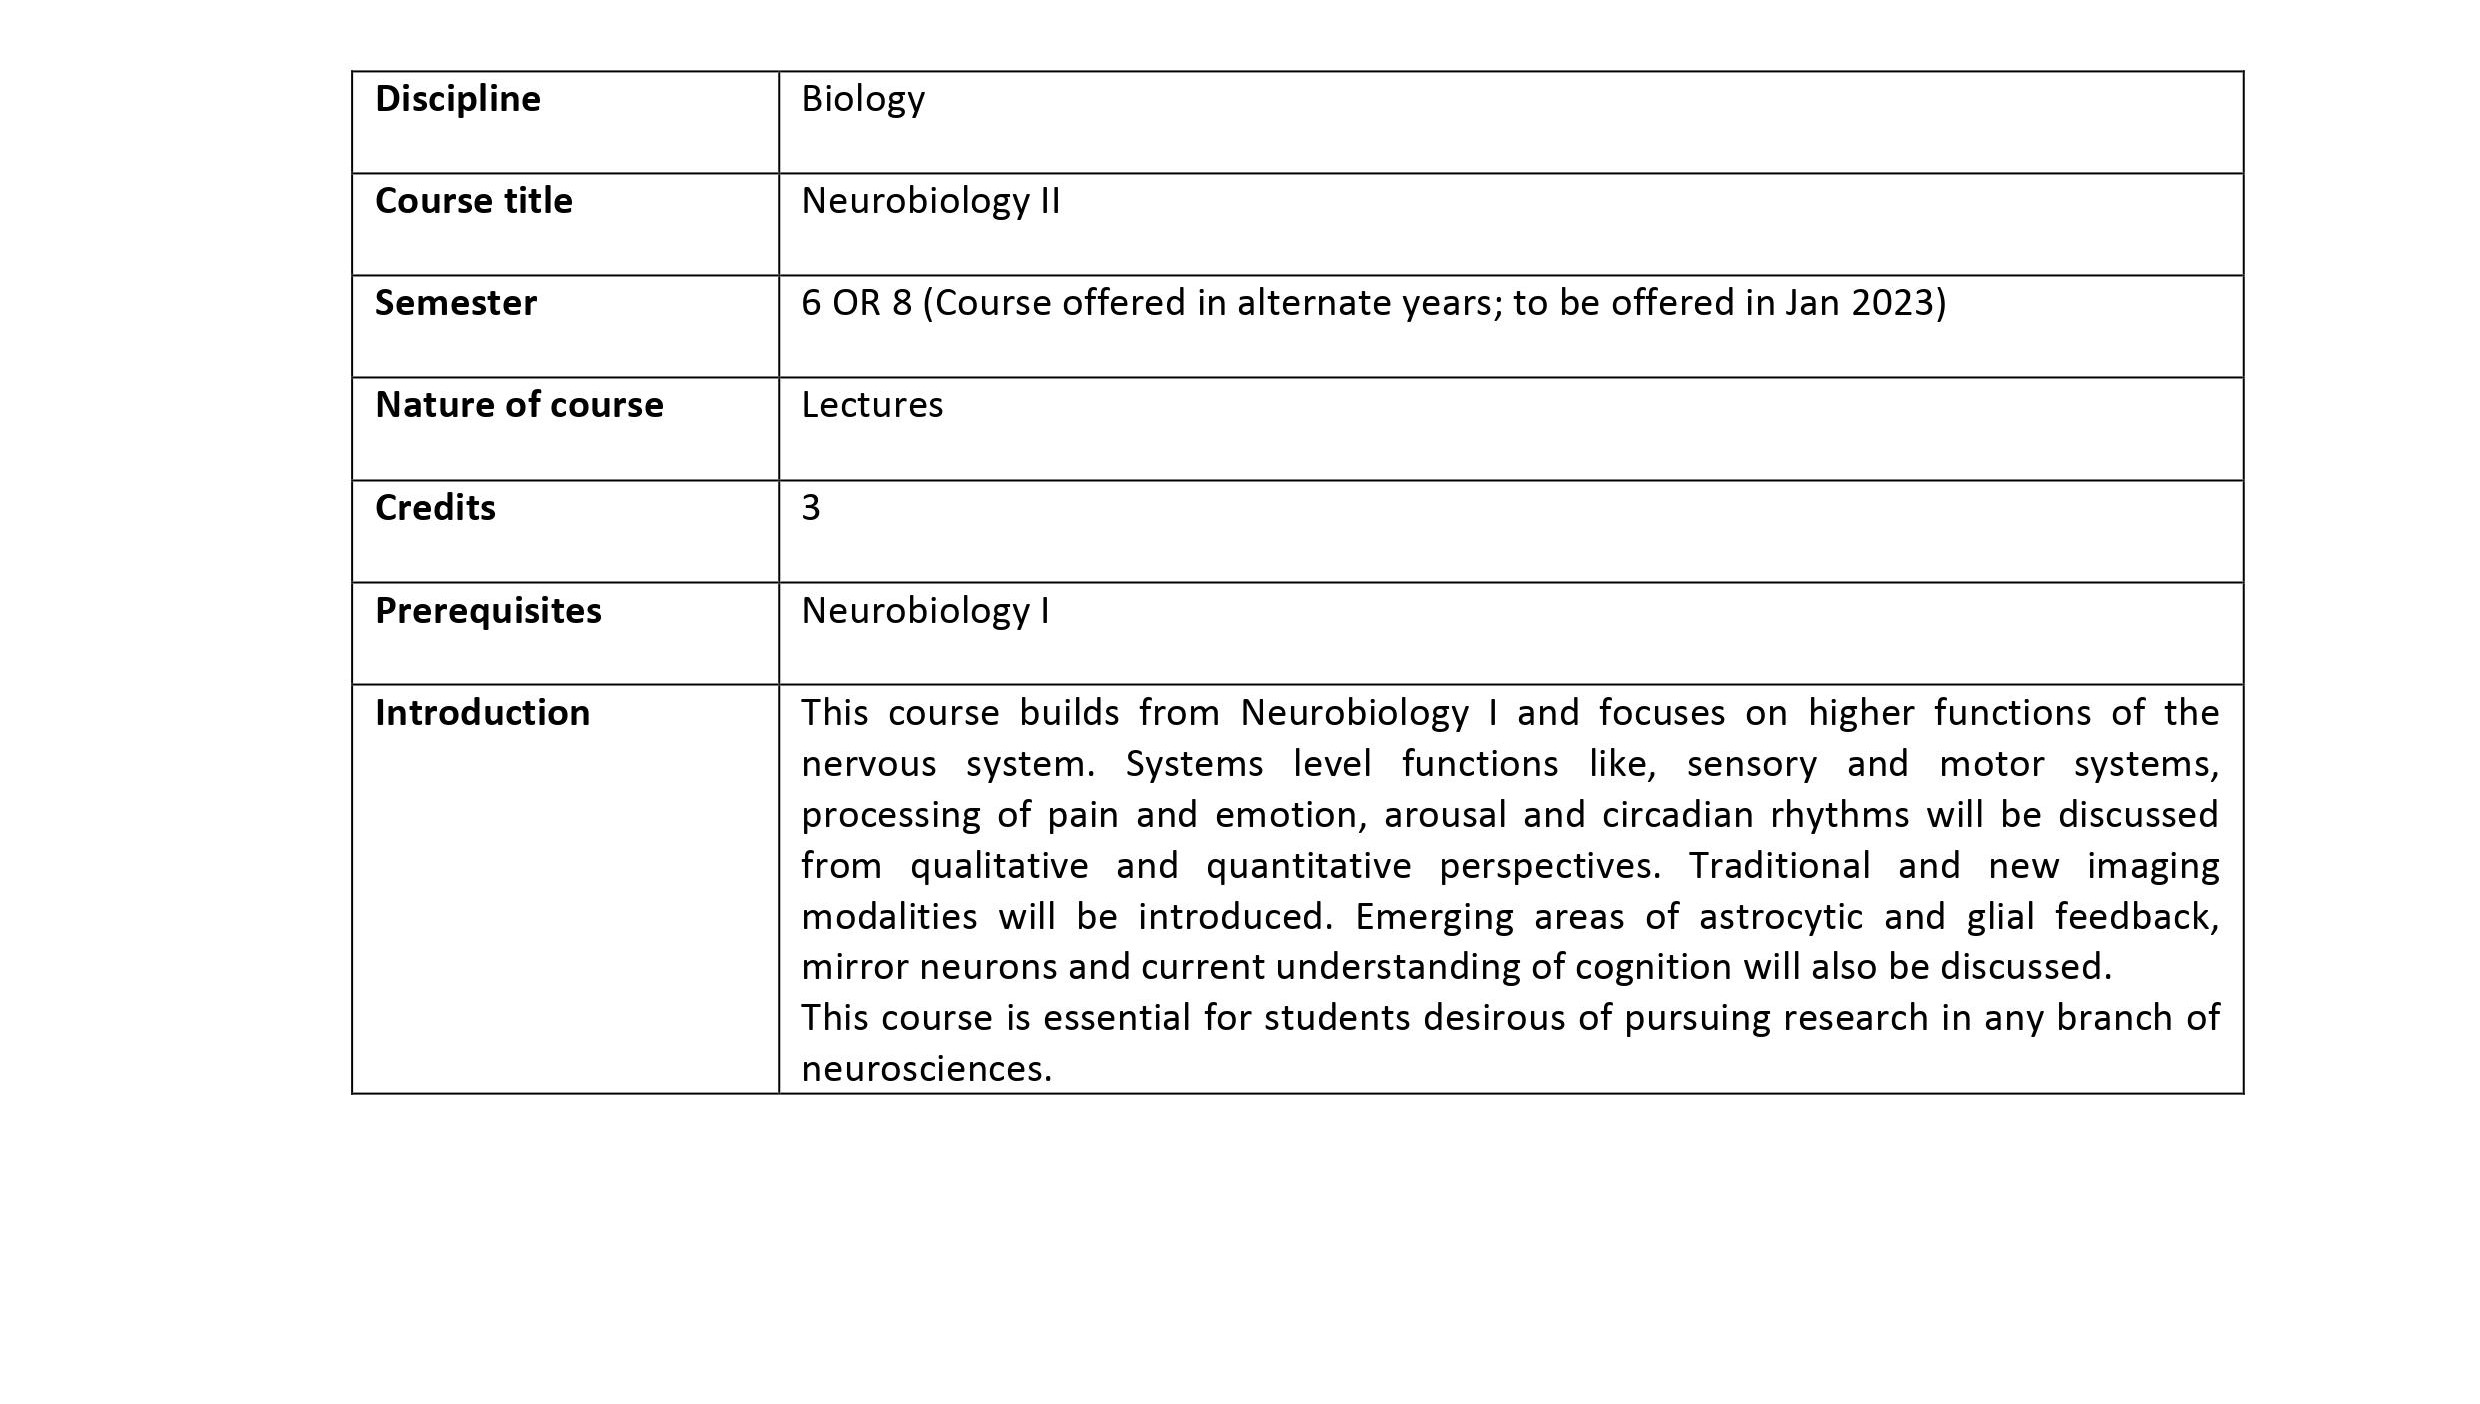 Discipline
Biology
Course title
Neurobiology II
Semester
6 OR 8 (Course offered in alternate years; to be offered in Jan 2023)
Nature of course
Lectures
Credits
3
Prerequisites
Neurobiology I
Introduction
This course builds from Neurobiology I and focuses on higher functions of the
nervous system. Systems level functions like, sensory and motor systems,
processing of pain and emotion, arousal and circadian rhythms will be discussed
from qualitative and quantitative perspectives. Traditional and new imaging
modalities will be introduced. Emerging areas of astrocytic and glial feedback,
mirror neurons and current understanding of cognition will also be discussed.
This course is essential for students desirous of pursuing research in any branch of
neurosciences.